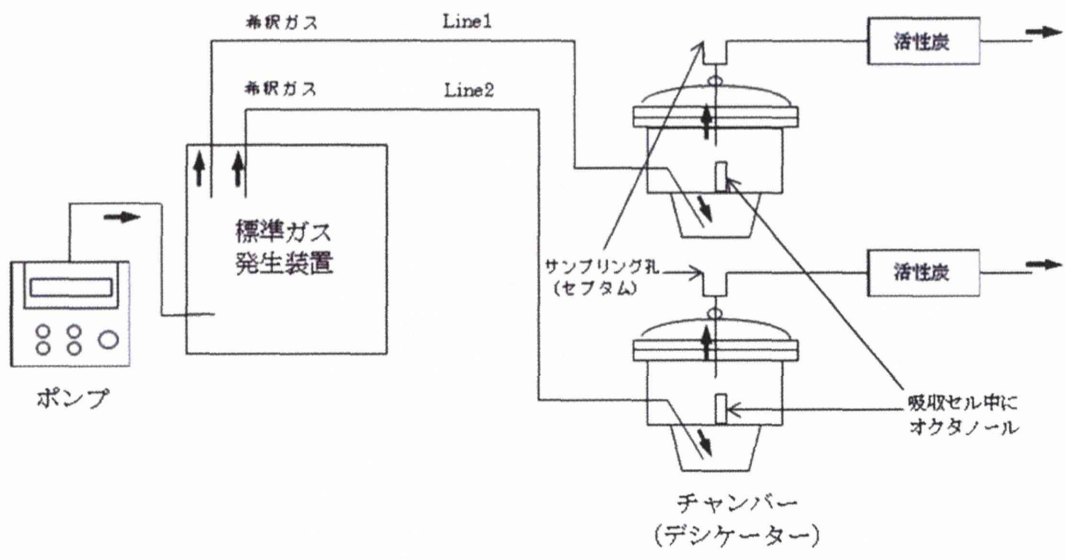 希釈ガス Line1
希釈ガス Line2
活性炭
標準ガス
発生装置
ポンプ
サンプリング孔
(セプタム)
活性炭
吸収セル中に
オクタノール
チャンバー
(デシケーター)